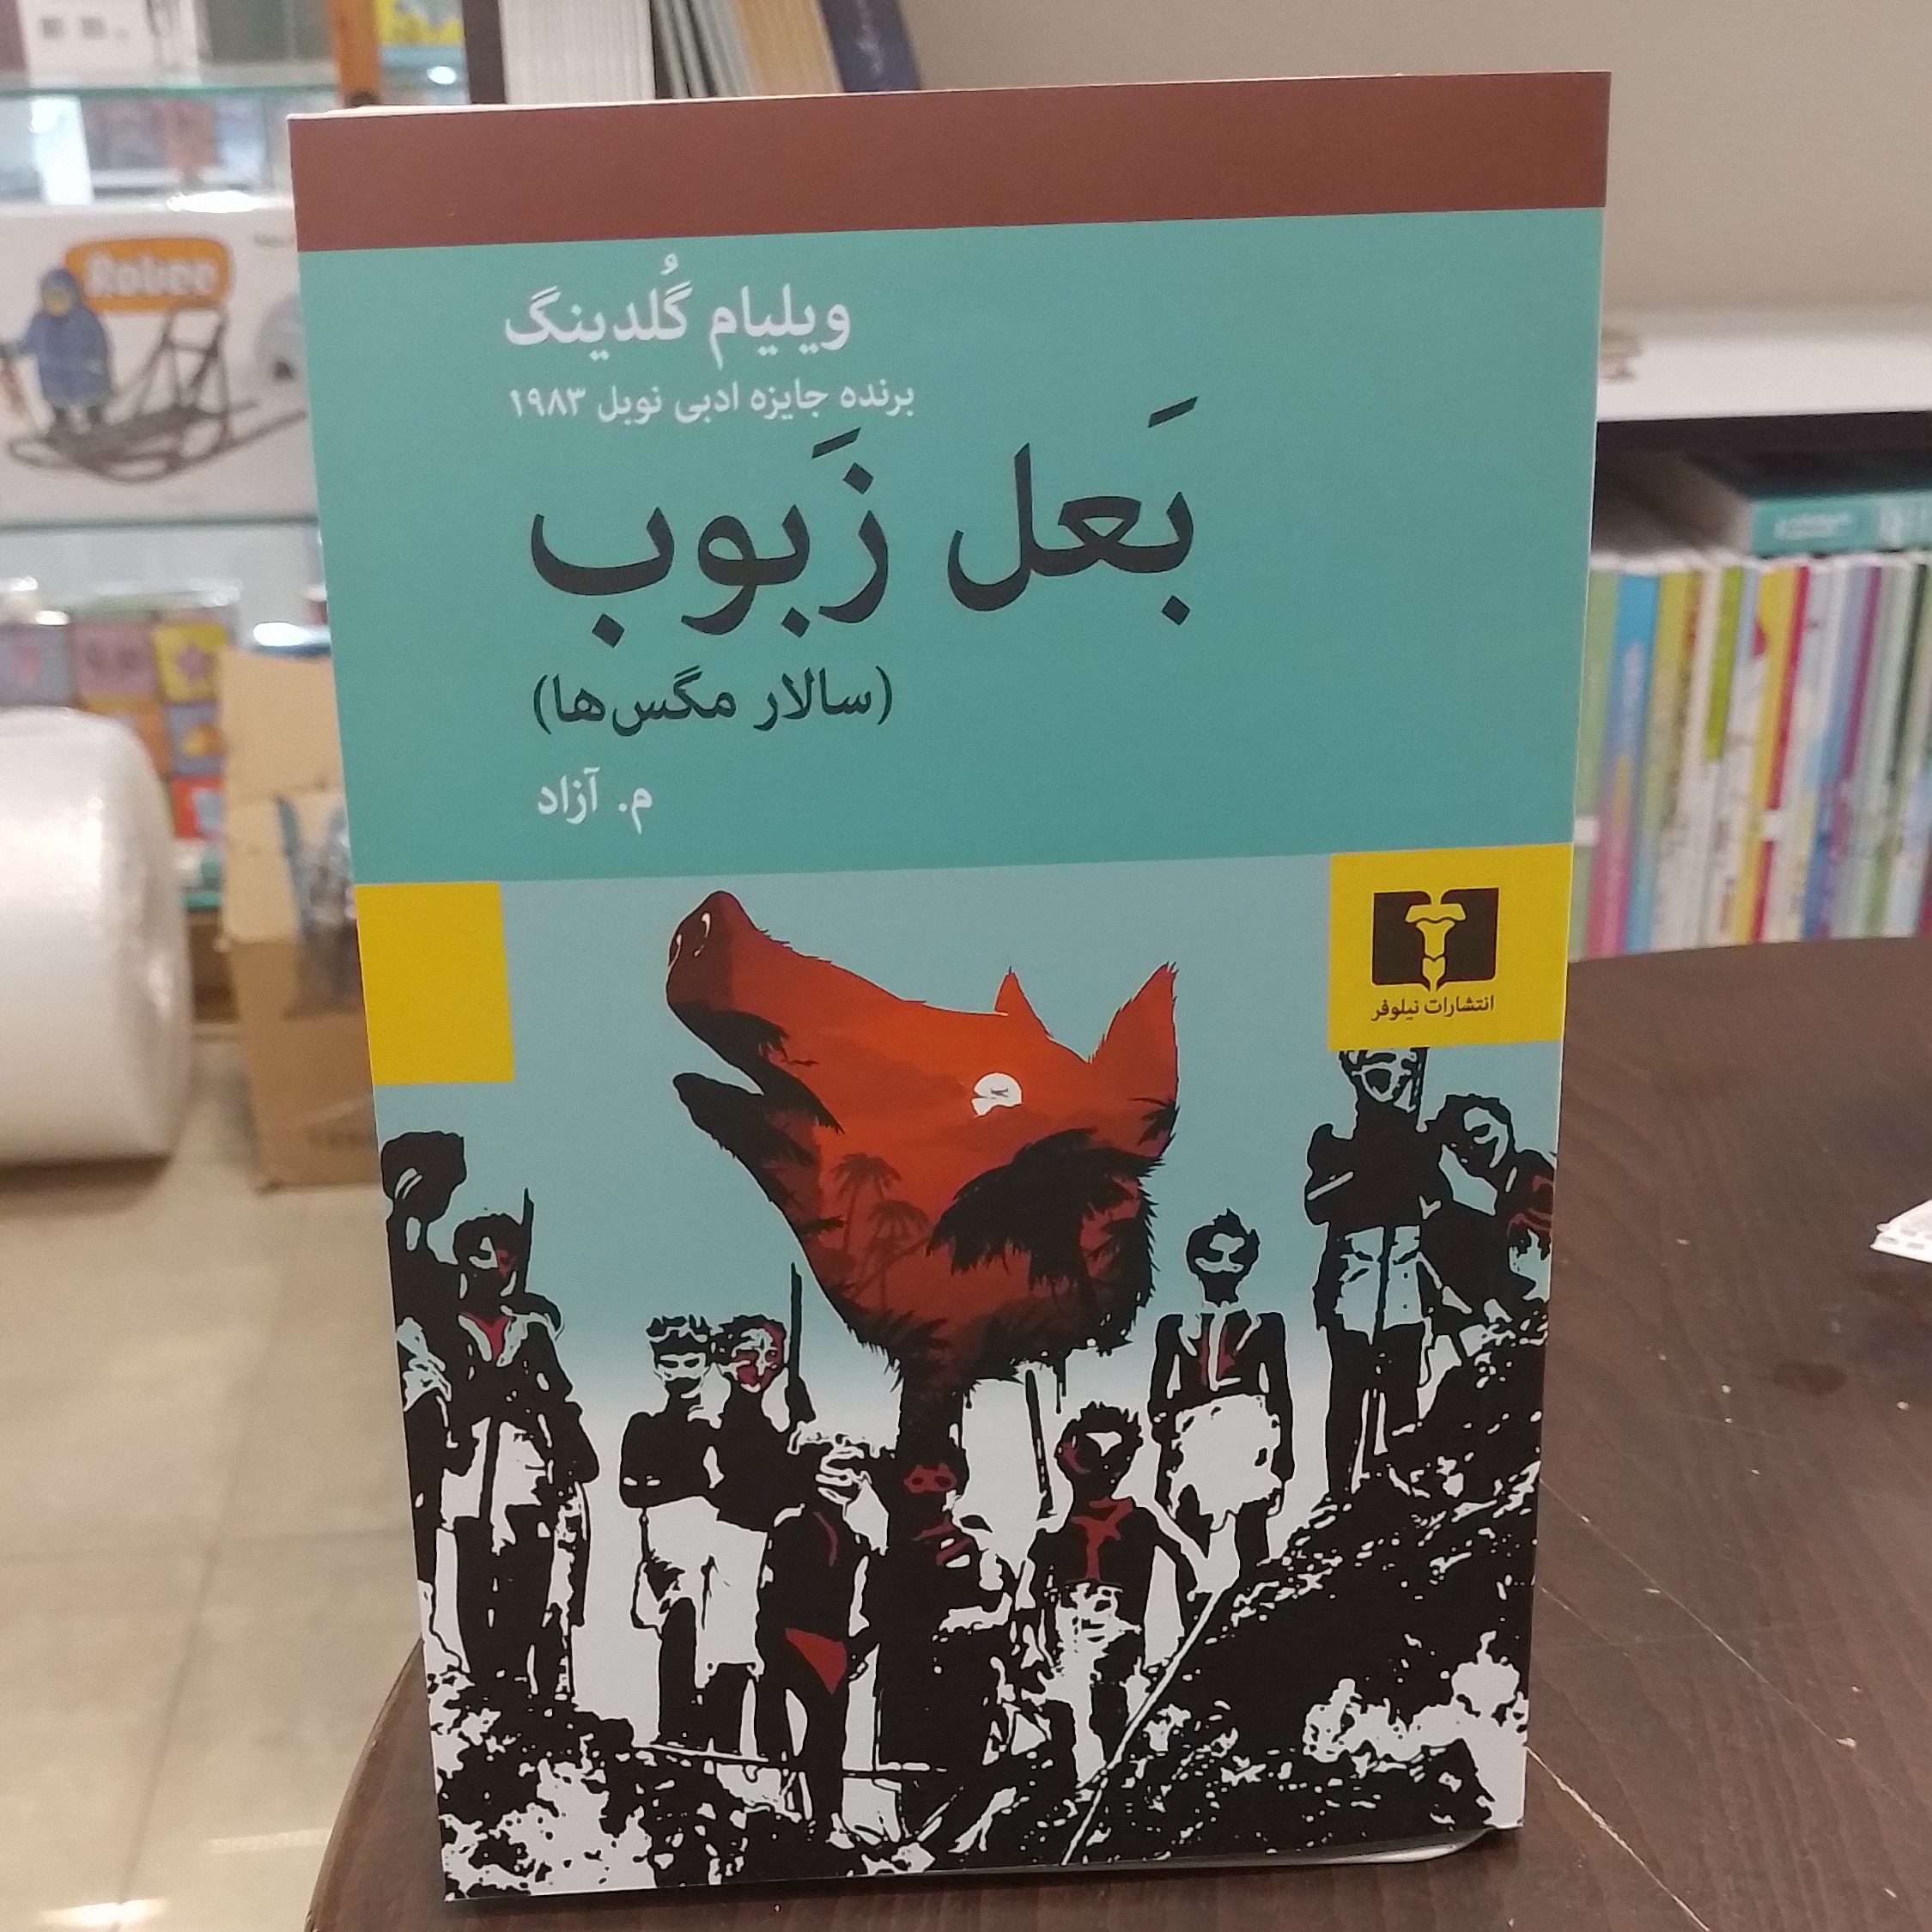 ویلیام گُلدینگ
برنده جایزه ادبی نوبل ۱۹۸۳
بَعل زَبوب
(سالار مگس‌ها)
م. آزاد
انتشارات نیلوفر
Robee